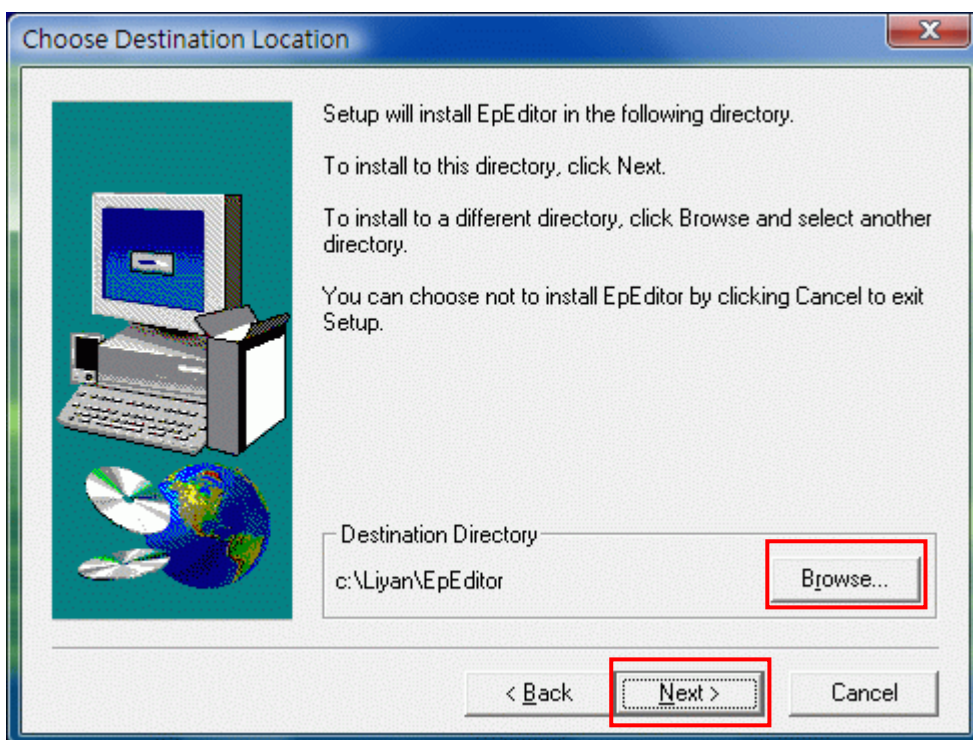 Choose Destination Location
Setup will install EpEditor in the following directory.
To install to this directory, click Next.
To install to a different directory, click Browse and select another
directory.
You can choose not to install EpEditor by clicking Cancel to exit
Setup.
Destination Directory
c:\Liyan\EpEditor
Browse...
< Back
Next >
Cancel